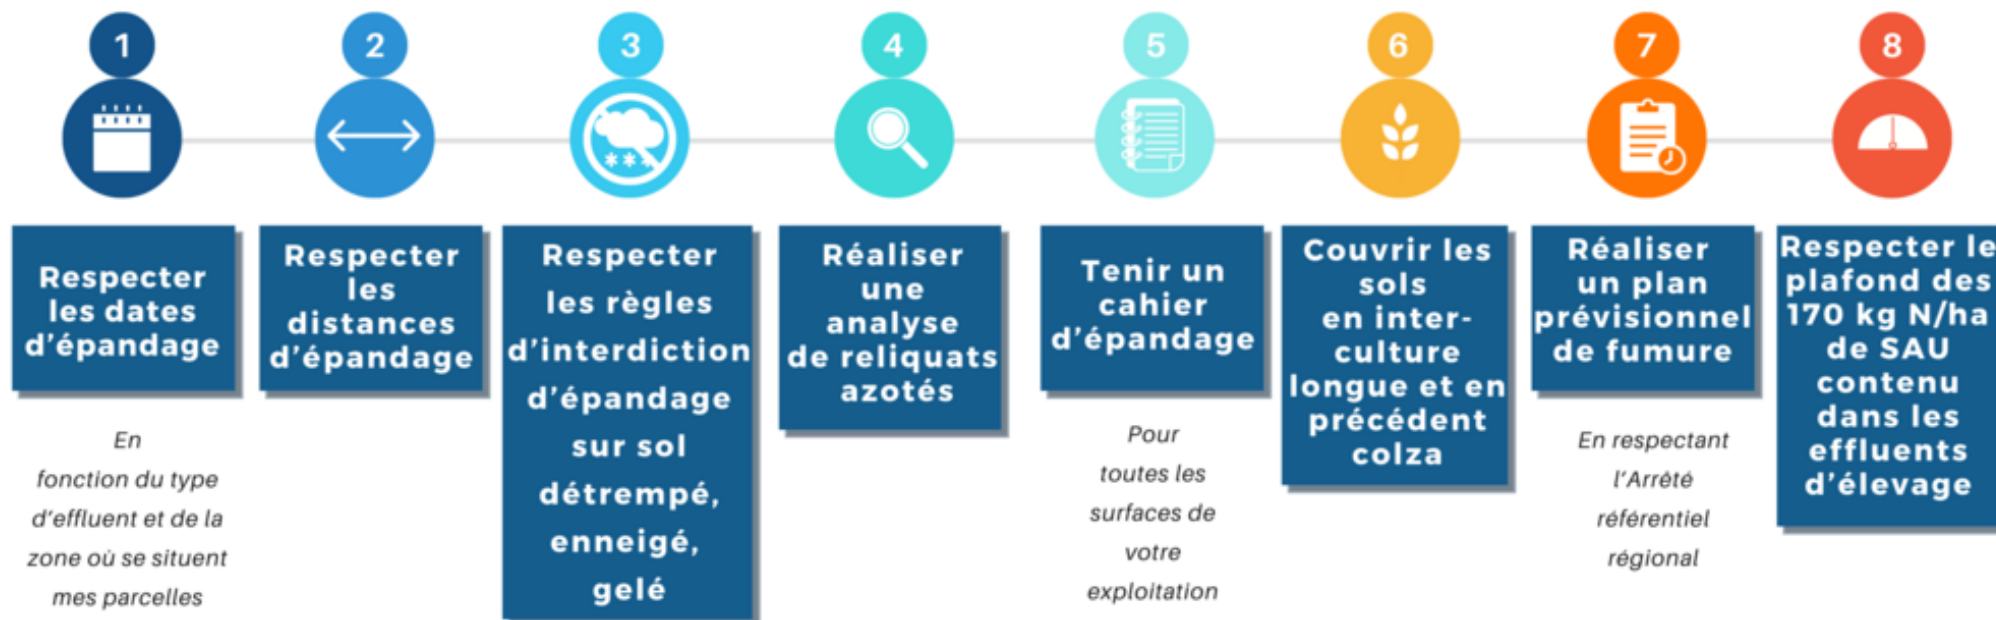 1
Respecter
les dates
d'épandage
En
fonction du type
d'effluent et de la
zone où se situent
mes parcelles
2
Respecter
les
distances
d'épandage
3
Respecter
les règles
d'interdiction
d'épandage
sur sol
détrempé,
enneigé,
gelé
4
Réaliser
une
analyse
de reliquats
azotés
5
Tenir un
cahier
d'épandage
Pour
toutes les
surfaces de
votre
exploitation
6
Couvrir les
sols
en inter-
culture
longue et en
précédent
colza
7
Réaliser
un plan
prévisionnel
de fumure
En respectant
l'Arrêté
référentiel
régional
8
Respecter le
plafond des
170 kg N/ha
de SAU
contenu
dans les
effluents
d'élevage